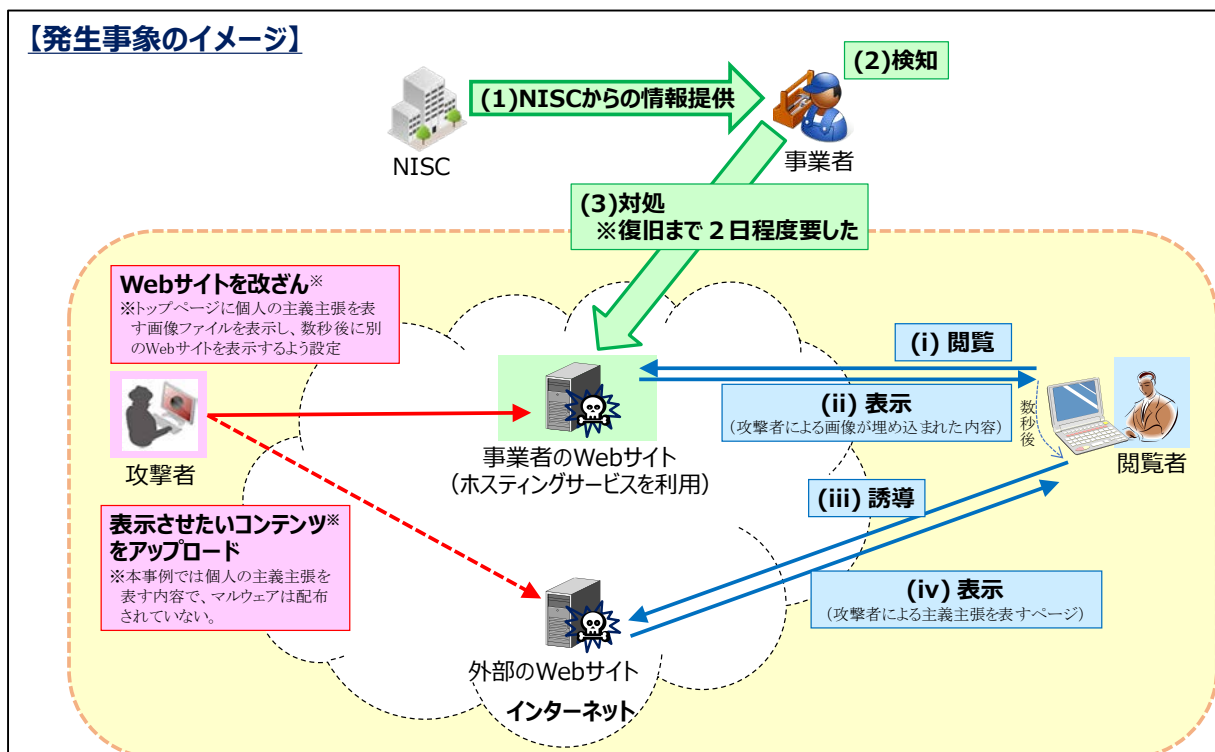 【発生事象のイメージ】
(2)検知
(1)NISCからの情報提供
NISC
事業者
(3)対処
※復旧まで２日程度要した
Webサイトを改ざん※
※トップページに個人の主義主張を表
す画像ファイルを表示し、数秒後に別
のWebサイトを表示するよう設定
攻撃者
事業者のWebサイト
（ホスティングサービスを利用）
(i) 閲覧
(ii) 表示
（攻撃者による画像が埋め込まれた内容）
数秒後
閲覧者
(iii) 誘導
表示させたいコンテンツ※
をアップロード
※本事例では個人の主義主張を
表す内容で、マルウェアは配布
されていない。
(iv) 表示
（攻撃者による主義主張を表すページ）
外部のWebサイト
インターネット